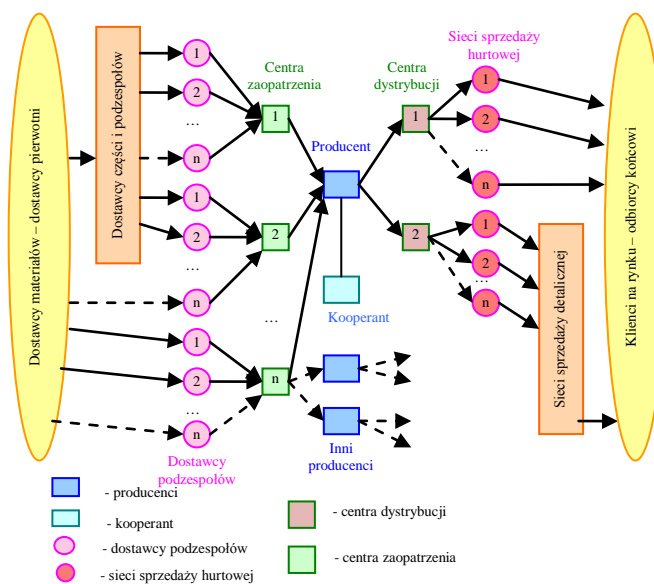 Dostawcy materiałów – dostawcy pierwotni
Dostawcy części i podzespołów
1
2
...
n
1
2
...
n
1
2
...
n
Dostawcy
podzespołów
Centra
zaopatrzenia
1
2
...
n
Producent
Kooperant
Inni
producenci
Centra
dystrybucji
1
2
Sieci sprzedaży
hurtowej
1
2
...
n
1
2
...
n
Sieci sprzedaży detalicznej
Klienci na rynku – odbiorcy końcowi
- producenci
- kooperant
- dostawcy podzespołów
- sieci sprzedaży hurtowej
- centra dystrybucji
- centra zaopatrzenia